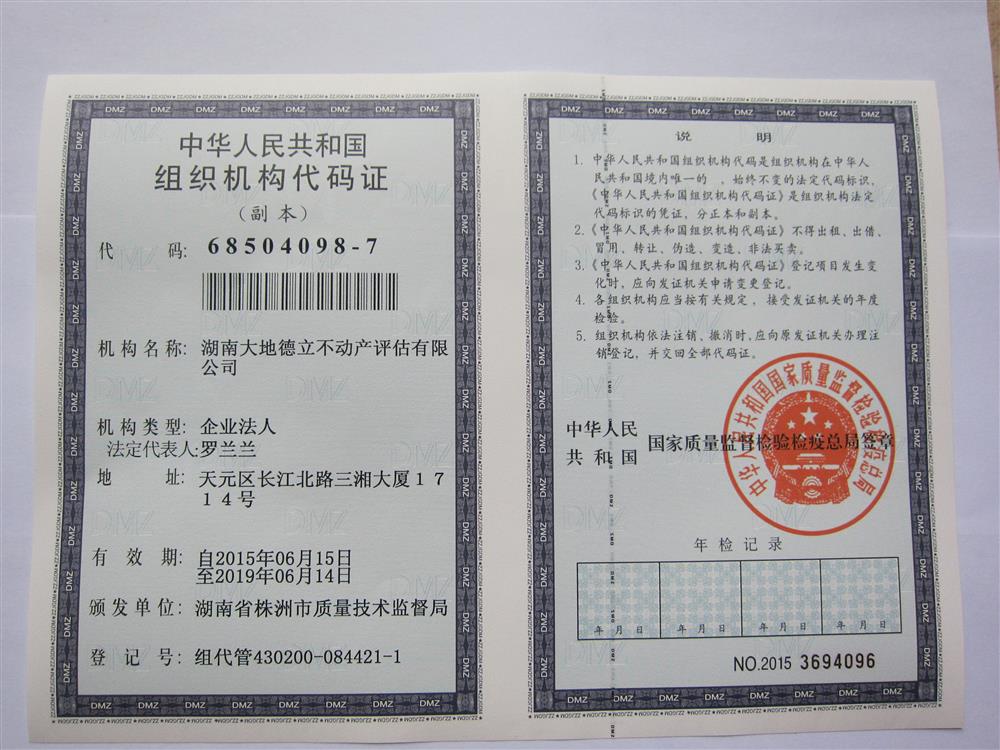 中华人民共和国
组织机构代码证
（副本）
代 码: 68504098-7
机构名称: 湖南大地德立不动产评估有限
公司
机构类型: 企业法人
法定代表人:罗兰兰
地 址: 天元区长江北路三湘大厦17
14号
有 效 期: 自2015年06月15日
至2019年06月14日
颁发单位: 湖南省株洲市质量技术监督局
登 记 号: 组代管430200-084421-1
说 明
1. 中华人民共和国组织机构代码是组织机构在中华人
民共和国境内唯一的 、始终不变的法定代码标识，
《中华人民共和国组织机构代码证》是组织机构法定
代码标识的凭证，分正本和副本。
2.《中华人民共和国组织机构代码证》不得出租、出借、
冒用、转让、伪造、变造、非法买卖。
3.《中华人民共和国组织机构代码证》登记项目发生变
化时，应向发证机关申请变更登记。
4. 各组织机构应当按有关规定，接受发证机关的年度
检验。
5. 组织机构依法注销、撤消时，应向原发证机关办理注
销登记，并交回全部代码证。
中华人民
共和国 国家质量监督检验检疫总局签章
中华人民共和国国家质量监督检验检疫总局
年检记录
年 月 日 年 月 日 年 月 日 年 月 日
NO.2015 3694096